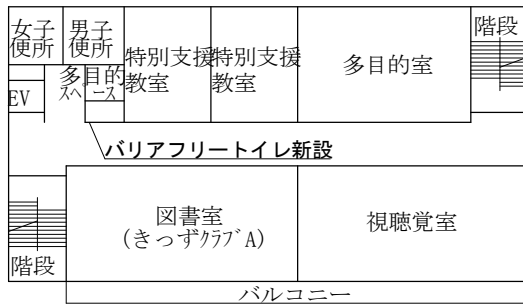 女子
便所
男子
便所
特別支援
教室
特別支援
教室
多目的室
階段
EV
多目的
スペース
バリアフリートイレ新設
図書室
(きっずｸﾗﾌﾞA)
視聴覚室
階段
バルコニー